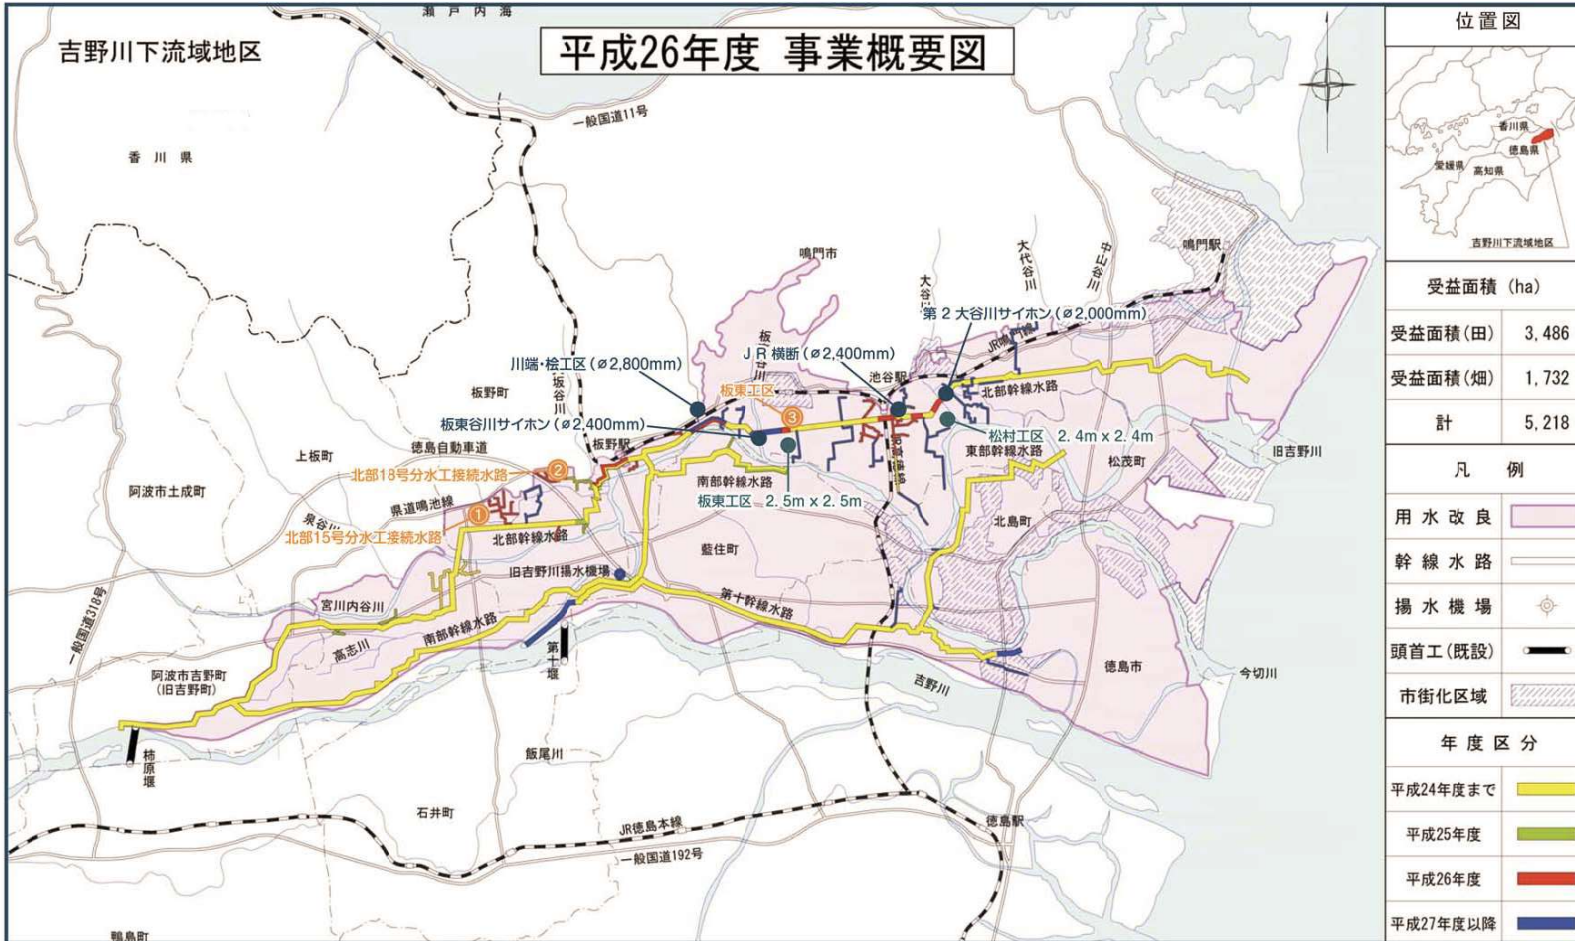 瀬戸内海
吉野川下流域地区
平成26年度 事業概要図
一般国道11号
香川県
鳴門市
大谷川
大代谷川
中山谷川
鳴門駅
第2大谷川サイホン(ø2,000mm)
JR鳴門線
川端・桧工区(ø2,800mm)
板東谷川
JR横断(ø2,400mm)
池谷駅
北部幹線水路
板野町
板東工区
③
板東谷川サイホン(ø2,400mm)
松村工区 2.4m×2.4m
徳島自動車道
板野駅
東部幹線水路
松茂町
旧吉野川
上板町
②
北部18号分水工接続水路
南部幹線水路
JR高徳線
阿波市土成町
県道鳴池線
板東工区 2.5m×2.5m
泉谷川
①
北島町
北部15号分水工接続水路
北部幹線水路
藍住町
旧吉野川揚水機場
一般国道318号
宮川内谷川
第十幹線水路
南部幹線水路
高志川
第十堰
徳島市
今切川
阿波市吉野町
(旧吉野町)
吉野川
柿原堰
飯尾川
石井町
JR徳島本線
徳島駅
一般国道192号
鴨島町
位置図
香川県
徳島県
愛媛県
高知県
吉野川下流域地区
受益面積(ha)
受益面積(田) 3,486
受益面積(畑) 1,732
計 5,218
凡例
用水改良
幹線水路
揚水機場
頭首工(既設)
市街化区域
年度区分
平成24年度まで
平成25年度
平成26年度
平成27年度以降